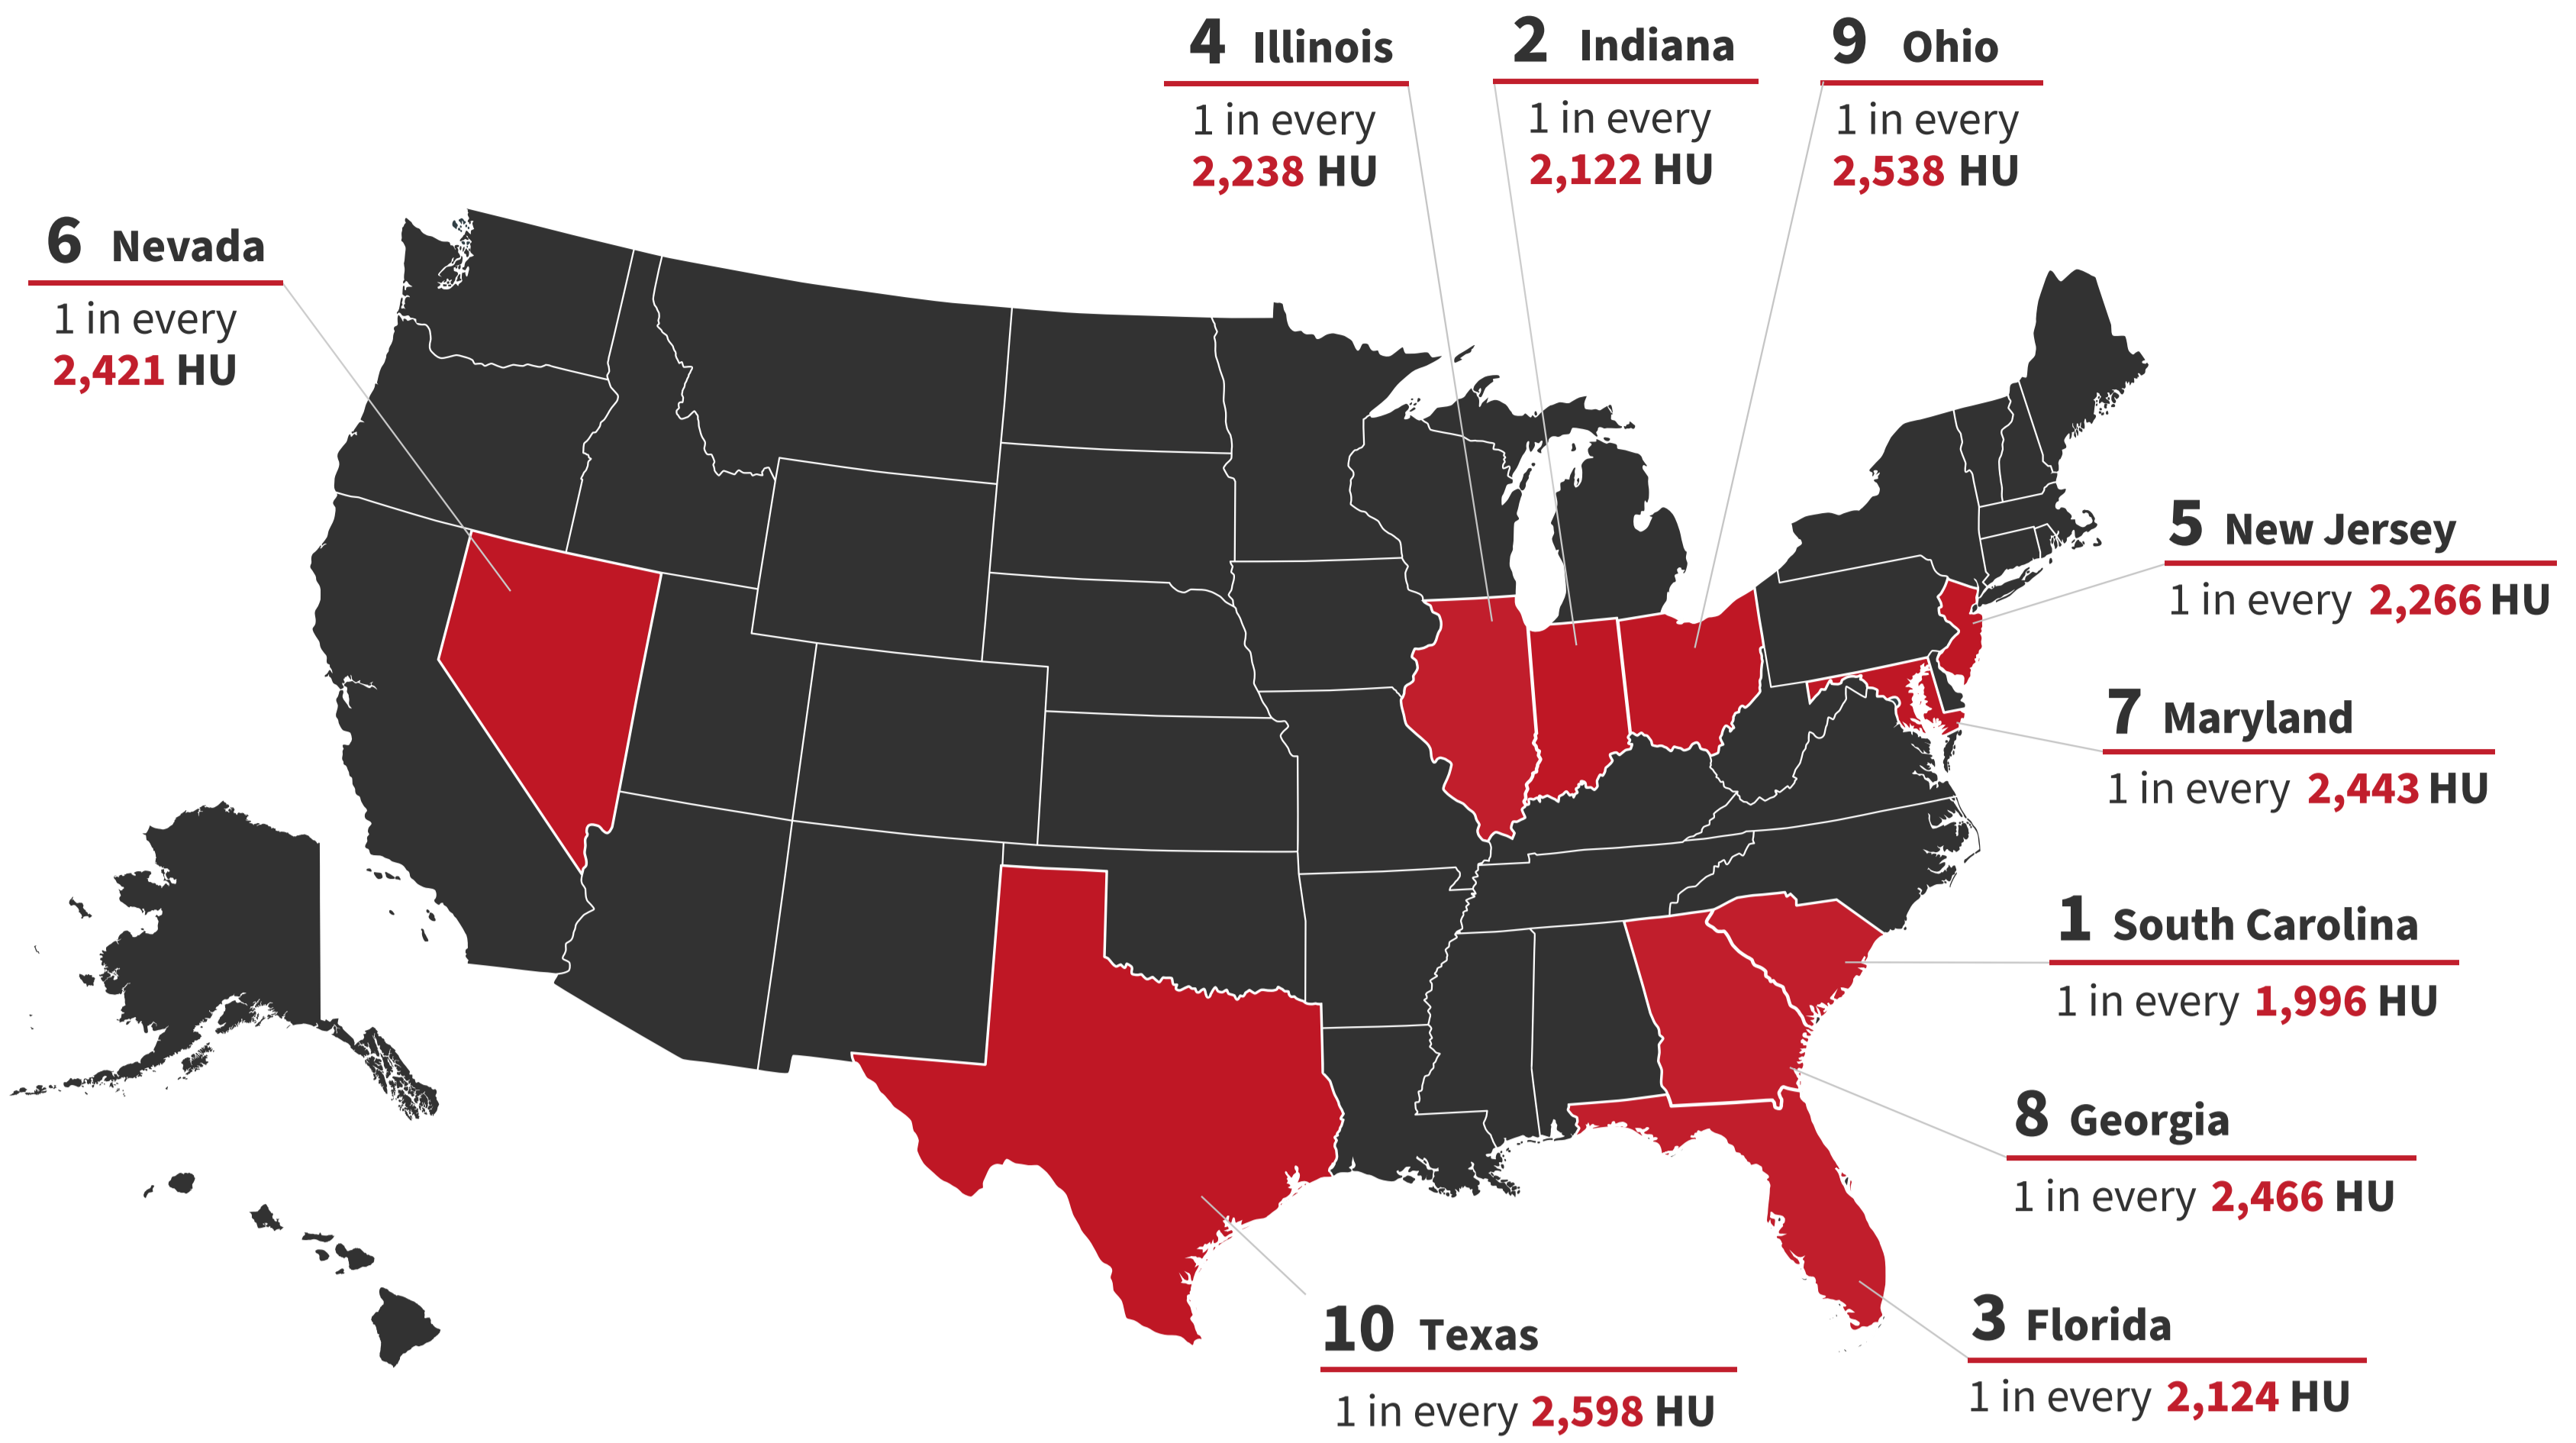 4 Illinois
1 in every
2,238 HU
2 Indiana
1 in every
2,122 HU
9 Ohio
1 in every
2,538 HU
6 Nevada
1 in every
2,421 HU
5 New Jersey
1 in every 2,266 HU
7 Maryland
1 in every 2,443 HU
1 South Carolina
1 in every 1,996 HU
8 Georgia
1 in every 2,466 HU
3 Florida
1 in every 2,124 HU
10 Texas
1 in every 2,598 HU